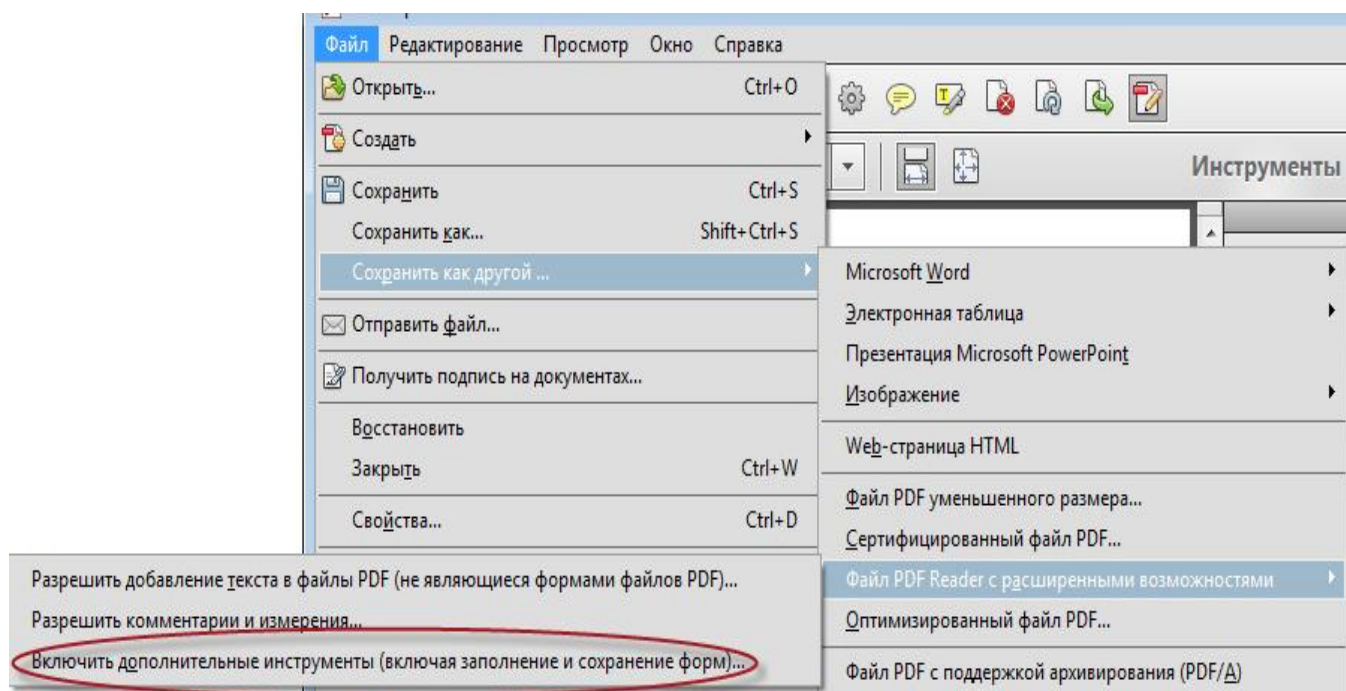 Файл Редактирование Просмотр Окно Справка
Открыть... Ctrl+O
Создать
Инструменты
Сохранить Ctrl+S
Сохранить как... Shift+Ctrl+S
Сохранить как другой ...
Отправить файл...
Получить подпись на документах...
Восстановить
Закрыть Ctrl+W
Свойства... Ctrl+D
Microsoft Word
Электронная таблица
Презентация Microsoft PowerPoint
Изображение
Web-страница HTML
Файл PDF уменьшенного размера...
Сертифицированный файл PDF...
Файл PDF Reader с расширенными возможностями
Оптимизированный файл PDF...
Файл PDF с поддержкой архивирования (PDF/A)
Разрешить добавление текста в файлы PDF (не являющиеся формами файлов PDF)...
Разрешить комментарии и измерения...
Включить дополнительные инструменты (включая заполнение и сохранение форм)...